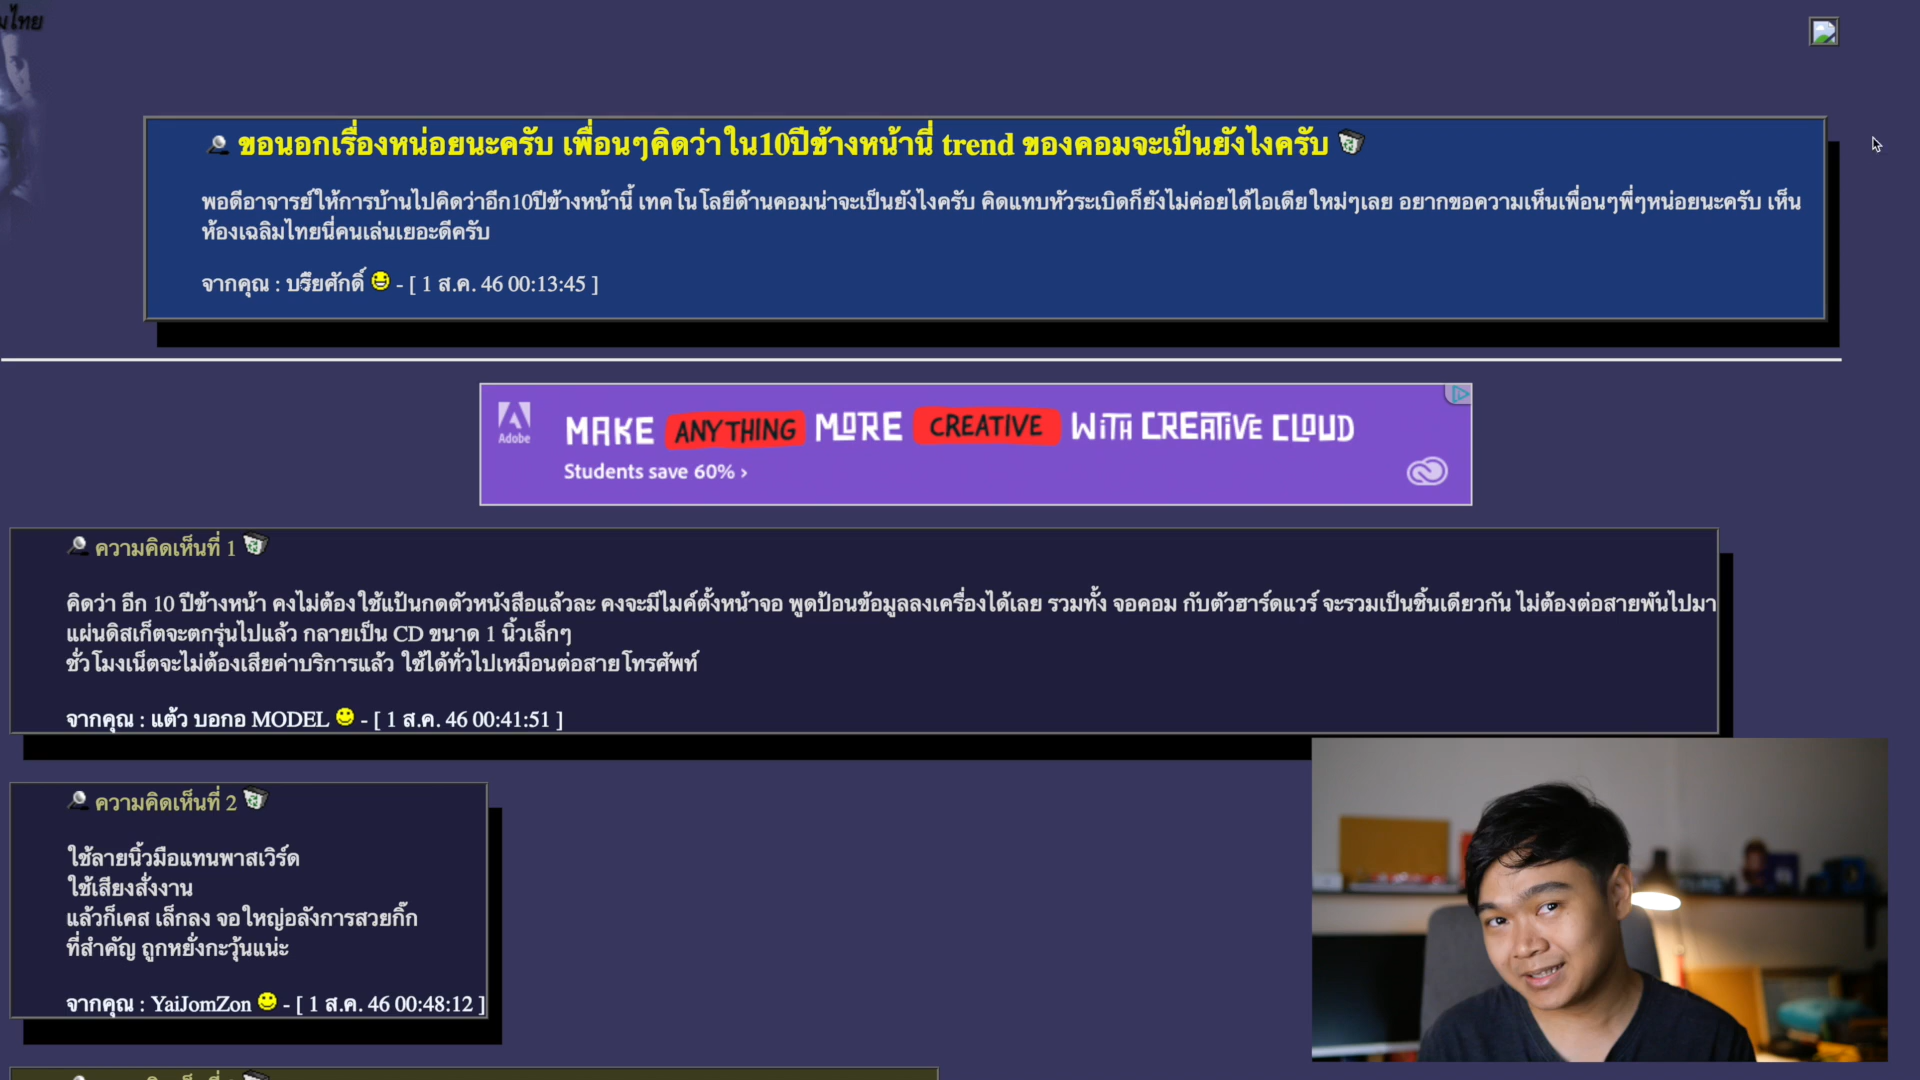 มไทย
ขอนอกเรื่องหน่อยนะครับ เพื่อนๆคิดว่าใน10ปีข้างหน้านี่ trend ของคอมจะเป็นยังไงครับ
พอดีอาจารย์ให้การบ้านไปคิดว่าอีก10ปีข้างหน้านี้ เทคโนโลยีด้านคอมน่าจะเป็นยังไงครับ คิดแทบหัวระเบิดก็ยังไม่ค่อยได้ไอเดียใหม่ๆเลย อยากขอความเห็นเพื่อนๆพี่ๆหน่อยนะครับ เห็น
ห้องเฉลิมไทยนี่คนเล่นเยอะดีครับ
จากคุณ : บรึยศักดิ์ - [ 1 ส.ค. 46 00:13:45 ]
Adobe
MAKE ANYTHING MORE CREATIVE WITH CREATIVE CLOUD
Students save 60% ›
ความคิดเห็นที่ 1
คิดว่า อีก 10 ปีข้างหน้า คงไม่ต้องใช้แป้นกดตัวหนังสือแล้วละ คงจะมีไมค์ตั้งหน้าจอ พูดป้อนข้อมูลลงเครื่องได้เลย รวมทั้ง จอคอม กับตัวฮาร์ดแวร์ จะรวมเป็นชิ้นเดียวกัน ไม่ต้องต่อสายพันไปมา
แผ่นดิสเก็ตจะตกรุ่นไปแล้ว กลายเป็น CD ขนาด 1 นิ้วเล็กๆ
ชั่วโมงเน็ตจะไม่ต้องเสียค่าบริการแล้ว ใช้ได้ทั่วไปเหมือนต่อสายโทรศัพท์
จากคุณ : แต้ว บอกอ MODEL - [ 1 ส.ค. 46 00:41:51 ]
ความคิดเห็นที่ 2
ใช้ลายนิ้วมือแทนพาสเวิร์ด
ใช้เสียงสั่งงาน
แล้วก็เคส เล็กลง จอใหญ่อลังการสวยกิ๊ก
ที่สำคัญ ถูกหยั่งกะวุ้นแน่ะ
จากคุณ : YaiJomZon - [ 1 ส.ค. 46 00:48:12 ]